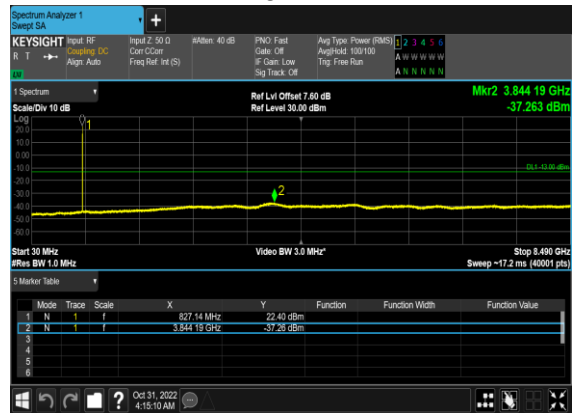 Spectrum Analyzer 1
Swept SA
KEYSIGHT Input: RF Input Z: 50 Ω #Atten: 40 dB PNO: Fast Avg Type: Power (RMS) 1 2 3 4 5 6
R T Coupling: DC Corr CCorr Gate: Off Avg|Hold: 100/100 A W W W W W
Align: Auto Freq Ref: Int (S) IF Gain: Low Trig: Free Run
LW Sig Track: Off A N N N N N
1 Spectrum Ref Lvl Offset 7.60 dB Mkr2 3.844 19 GHz
Scale/Div 10 dB Ref Level 30.00 dBm -37.263 dBm
Log
1
20.0
10.0
0.00
-10.0 DL1 -13.00 dBm
-20.0
-30.0 2
-40.0
-50.0
-60.0
Start 30 MHz Video BW 3.0 MHz* Stop 8.490 GHz
#Res BW 1.0 MHz Sweep ~17.2 ms (40001 pts)
5 Marker Table
Mode Trace Scale X Y Function Function Width Function Value
1 N 1 f 827.14 MHz 22.40 dBm
2 N 1 f 3.844 19 GHz -37.26 dBm
3
4
5
6
? Oct 31, 2022
4:15:10 AM